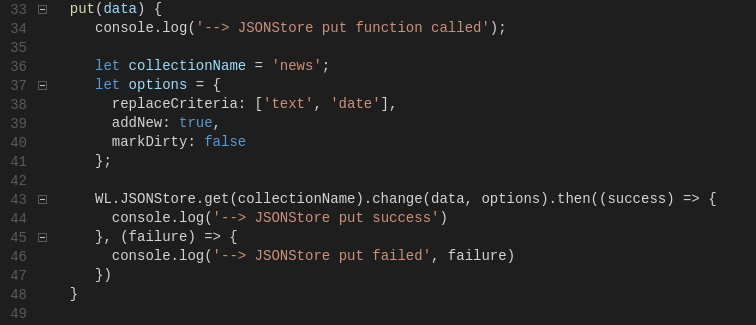 33 put(data) {
34 console.log('--> JSONStore put function called');
35
36 let collectionName = 'news';
37 let options = {
38 replaceCriteria: ['text', 'date'],
39 addNew: true,
40 markDirty: false
41 };
42
43 WL.JSONStore.get(collectionName).change(data, options).then((success) => {
44 console.log('--> JSONStore put success')
45 }, (failure) => {
46 console.log('--> JSONStore put failed', failure)
47 })
48 }
49